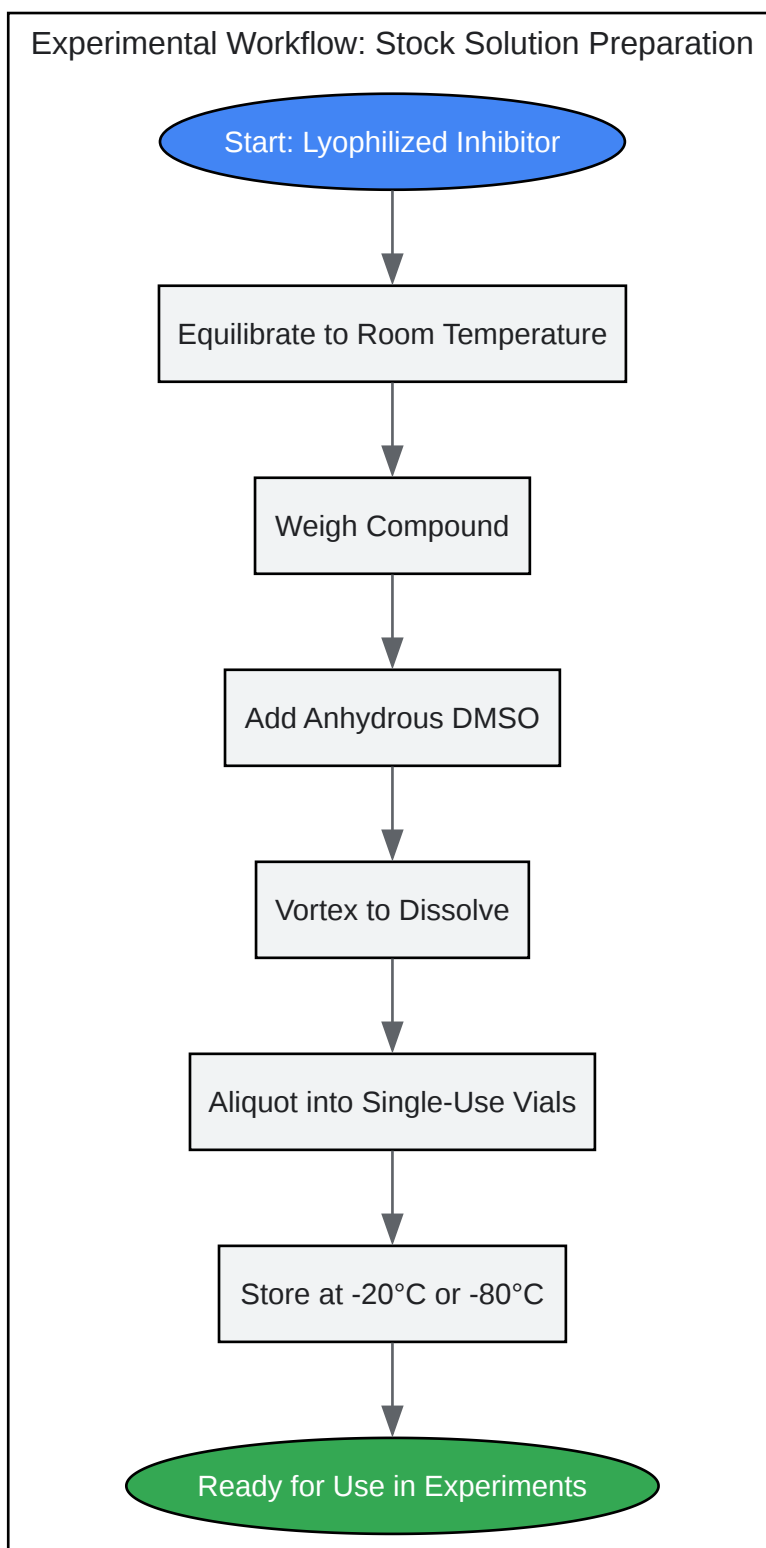 Experimental Workflow: Stock Solution Preparation
Start: Lyophilized Inhibitor
Equilibrate to Room Temperature
Weigh Compound
Add Anhydrous DMSO
Vortex to Dissolve
Aliquot into Single-Use Vials
Store at -20°C or -80°C
Ready for Use in Experiments